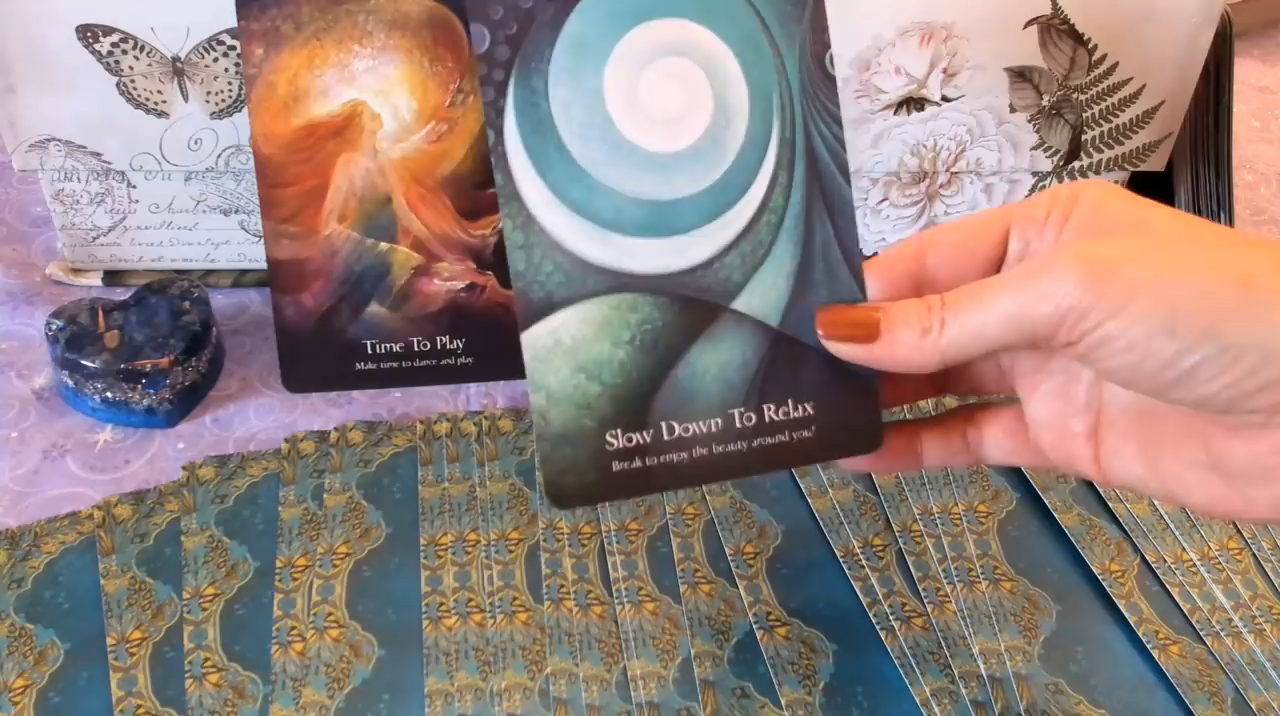 Time To Play
Make time to dance and play.
Slow Down To Relax
Break to enjoy the beauty around you!